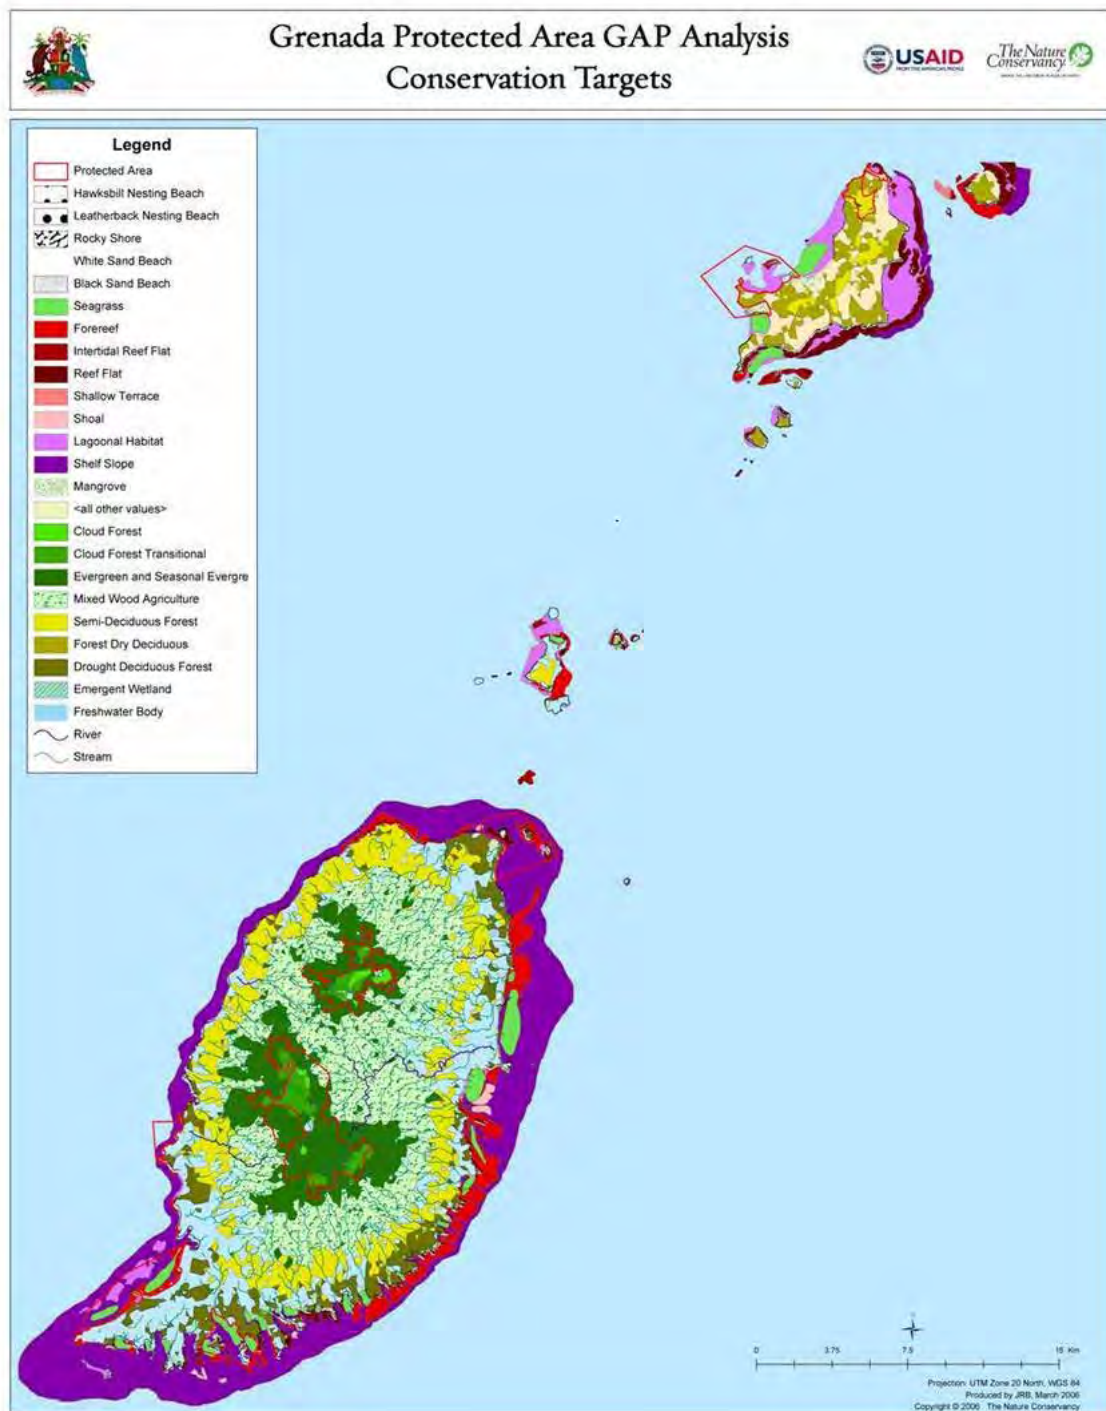 Grenada Protected Area GAP Analysis
Conservation Targets
USAID
FROM THE AMERICAN PEOPLE
The Nature
Conservancy
Legend
Protected Area
Hawksbill Nesting Beach
Leatherback Nesting Beach
Rocky Shore
White Sand Beach
Black Sand Beach
Seagrass
Forereef
Intertidal Reef Flat
Reef Flat
Shallow Terrace
Shoal
Lagoonal Habitat
Shelf Slope
Mangrove
<all other values>
Cloud Forest
Cloud Forest Transitional
Evergreen and Seasonal Evergre
Mixed Wood Agriculture
Semi-Deciduous Forest
Forest Dry Deciduous
Drought Deciduous Forest
Emergent Wetland
Freshwater Body
River
Stream
0 3.75 7.5 15 Km
Projection: UTM Zone 20 North, WGS 84
Produced by JRB, March 2006
Copyright © 2006 The Nature Conservancy